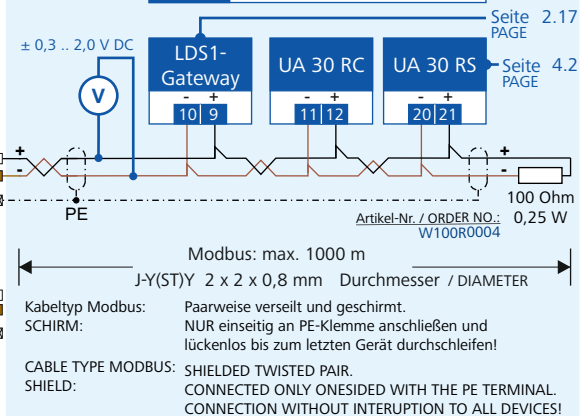 Seite 2.17
PAGE
± 0,3 .. 2,0 V DC
LDS1-
Gateway
UA 30 RC
UA 30 RS
Seite 4.2
PAGE
V
- +
- +
- +
10 9
11 12
20 21
+
-
+
-
PE
100 Ohm
0,25 W
Artikel-Nr. / ORDER NO.:
W100R0004
Modbus: max. 1000 m
J-Y(ST)Y 2 x 2 x 0,8 mm Durchmesser / DIAMETER
Kabeltyp Modbus: Paarweise verseilt und geschirmt.
SCHIRM: NUR einseitig an PE-Klemme anschließen und
lückenlos bis zum letzten Gerät durchschleifen!
CABLE TYPE MODBUS: SHIELDED TWISTED PAIR.
SHIELD: CONNECTED ONLY ONESIDED WITH THE PE TERMINAL.
CONNECTION WITHOUT INTERUPTION TO ALL DEVICES!